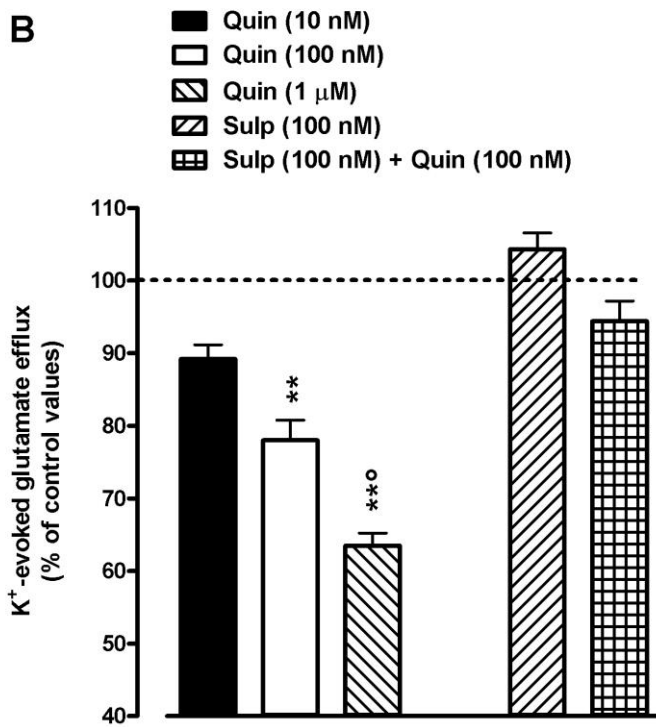 B
Quin (10 nM)
Quin (100 nM)
Quin (1 μM)
Sulp (100 nM)
Sulp (100 nM) + Quin (100 nM)
K⁺-evoked glutamate efflux
(% of control values)
110
100
90
80
70
60
50
40
**
**°